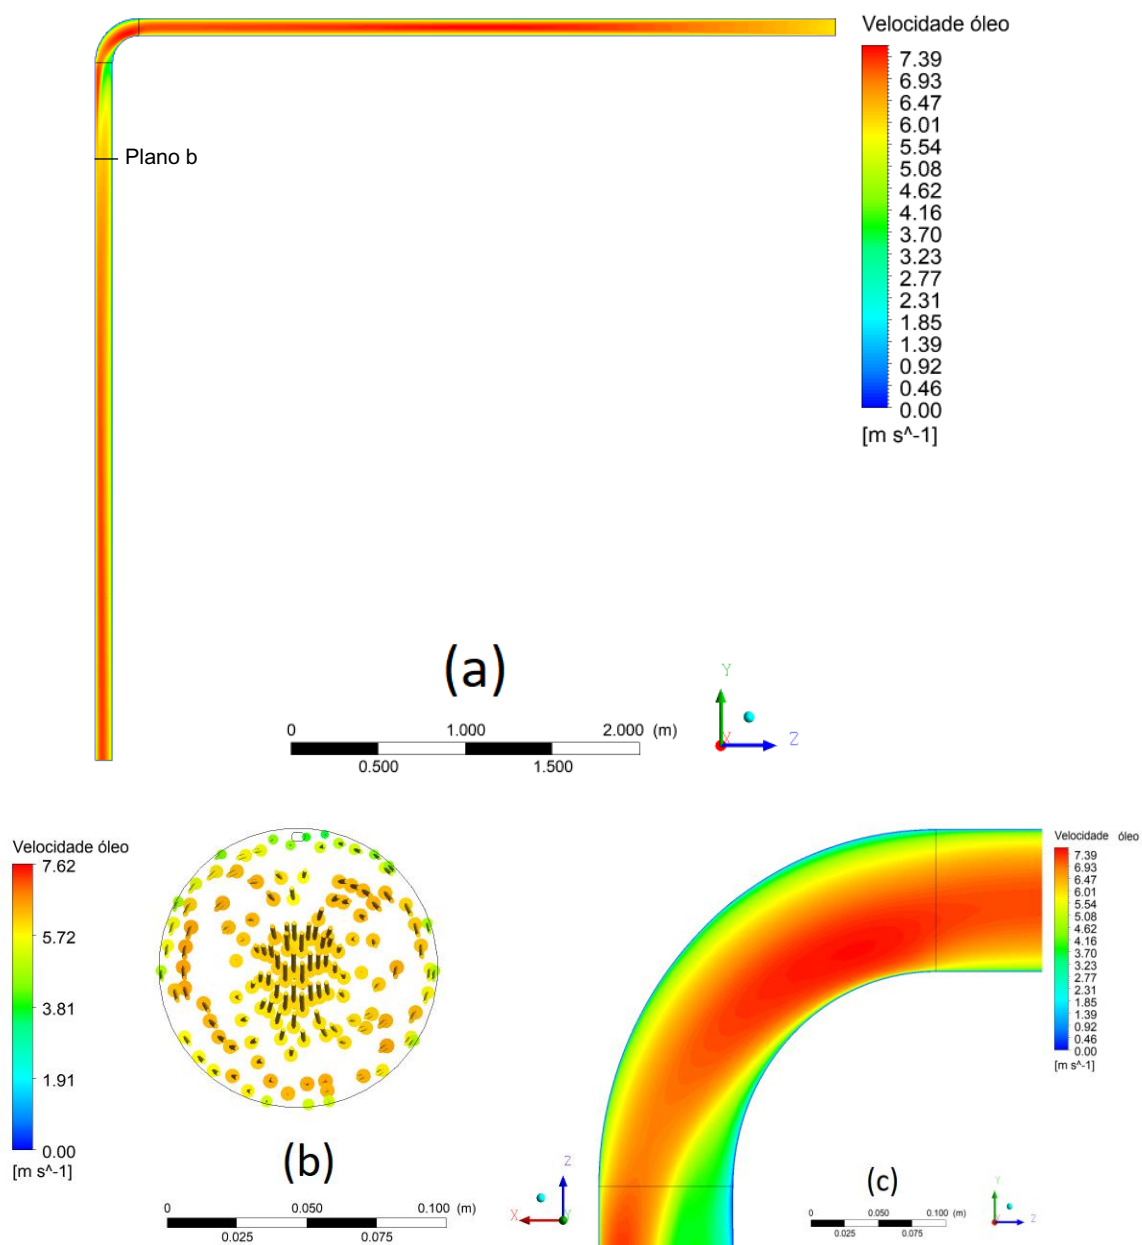 Velocidade óleo
7.39
6.93
6.47
6.01
5.54
5.08
4.62
4.16
3.70
3.23
2.77
2.31
1.85
1.39
0.92
0.46
0.00
[m s^-1]
Plano b
(a)
0 1.000 2.000 (m)
0.500 1.500
Y
X
Z
Velocidade óleo
7.62
5.72
3.81
1.91
0.00
[m s^-1]
(b)
0 0.050 0.100 (m)
0.025 0.075
Z
X
Y
Velocidade óleo
7.39
6.93
6.47
6.01
5.54
5.08
4.62
4.16
3.70
3.23
2.77
2.31
1.85
1.39
0.92
0.46
0.00
[m s^-1]
(c)
0 0.050 0.100 (m)
0.025 0.075
Y
X
Z